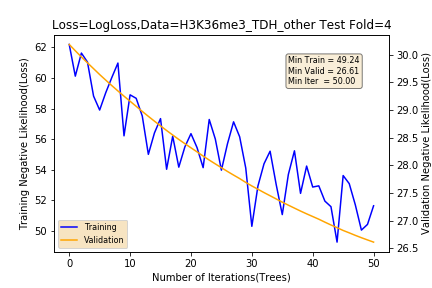 Loss=LogLoss,Data=H3K36me3_TDH_other Test Fold=4
Training Negative Likelihood(Loss)
62
60
58
56
54
52
50
Min Train = 49.24
Min Valid = 26.61
Min Iter  = 50.00
Training
Validation
30.0
29.5
29.0
28.5
28.0
27.5
27.0
26.5
Validation Negative Likelihood(Loss)
0
10
20
30
40
50
Number of Iterations(Trees)